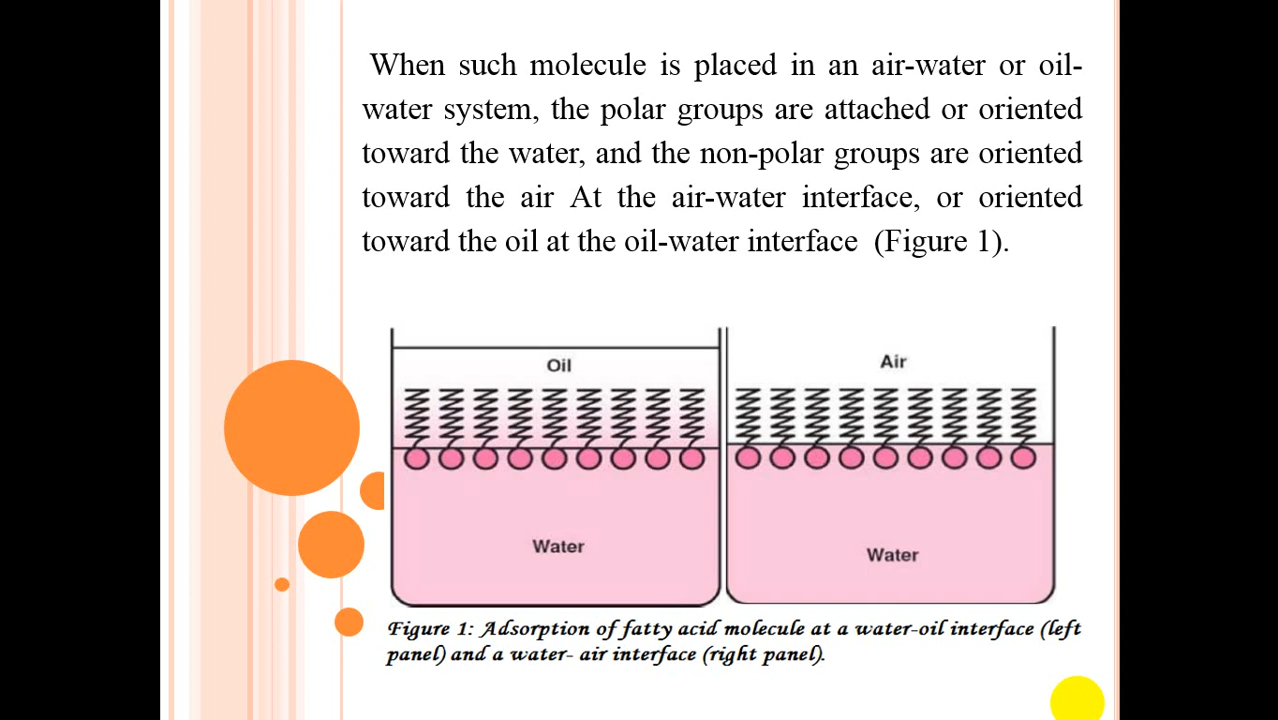 When such molecule is placed in an air-water or oil-
water system, the polar groups are attached or oriented
toward the water, and the non-polar groups are oriented
toward the air At the air-water interface, or oriented
toward the oil at the oil-water interface (Figure 1).
Oil
Air
Water
Water
Figure 1: Adsorption of fatty acid molecule at a water-oil interface (left
panel) and a water- air interface (right panel).